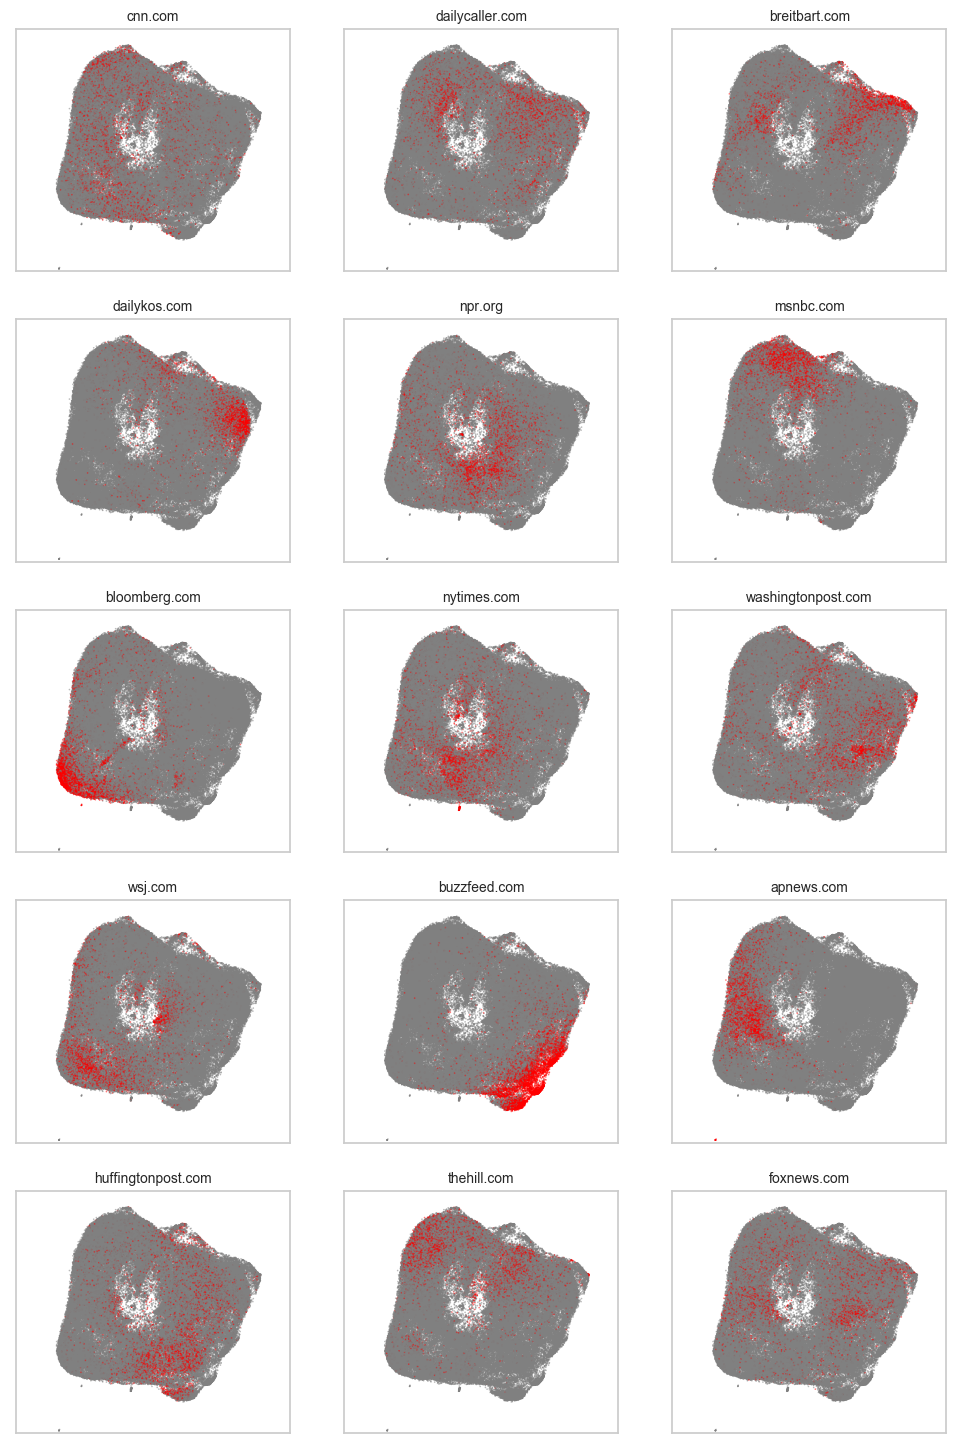 cnn.com
dailycaller.com
breitbart.com
dailykos.com
npr.org
msnbc.com
bloomberg.com
nytimes.com
washingtonpost.com
wsj.com
buzzfeed.com
apnews.com
huffingtonpost.com
thehill.com
foxnews.com